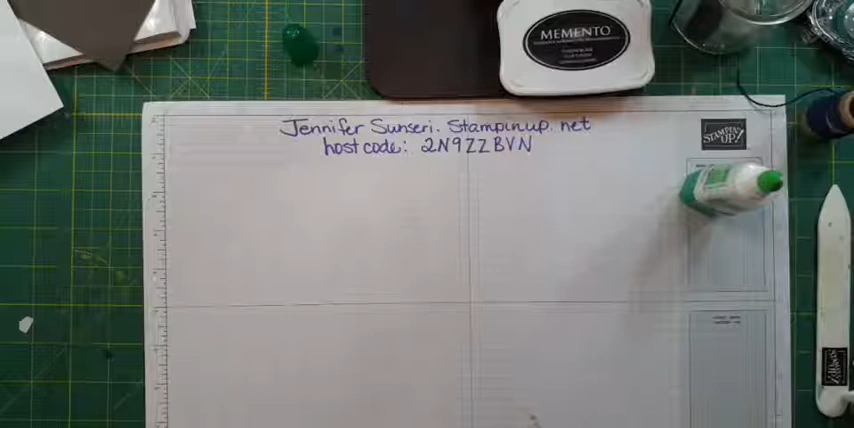 MEMENTO
Jennifer Sunseri. Stampinup. net
host code: 2N9ZZBVN
STAMPIN' UP!